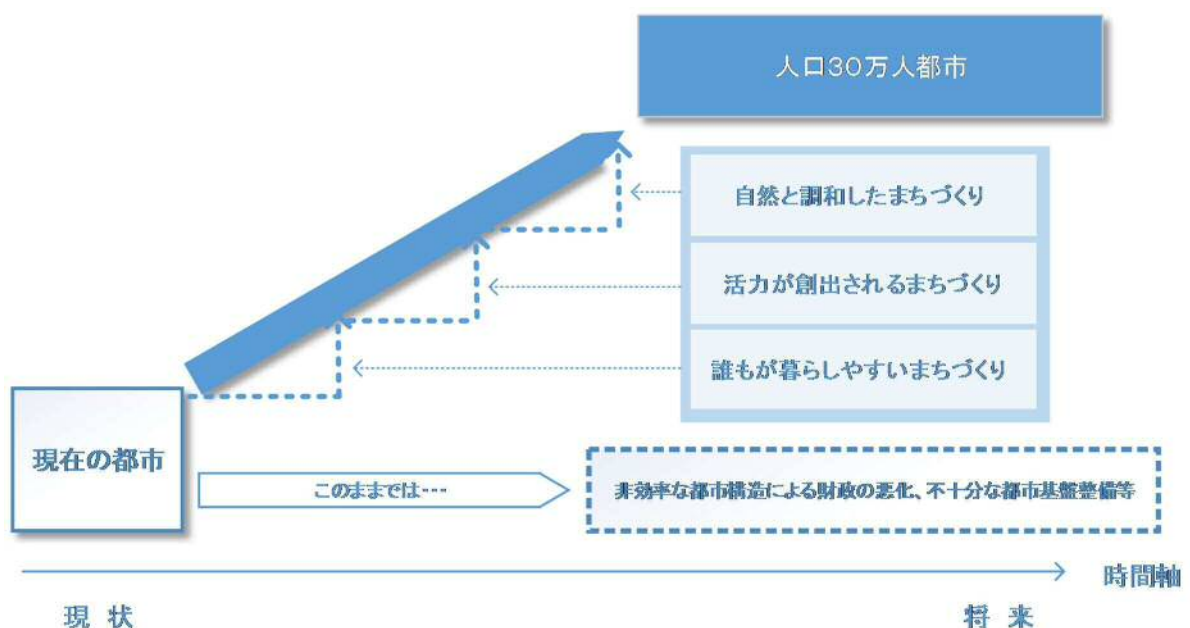 人口30万人都市
自然と調和したまちづくり
活力が創出されるまちづくり
誰もが暮らしやすいまちづくり
現在の都市
このままでは･･･
非効率な都市構造による財政の悪化、不十分な都市基盤整備等
時間軸
現 状
将 来